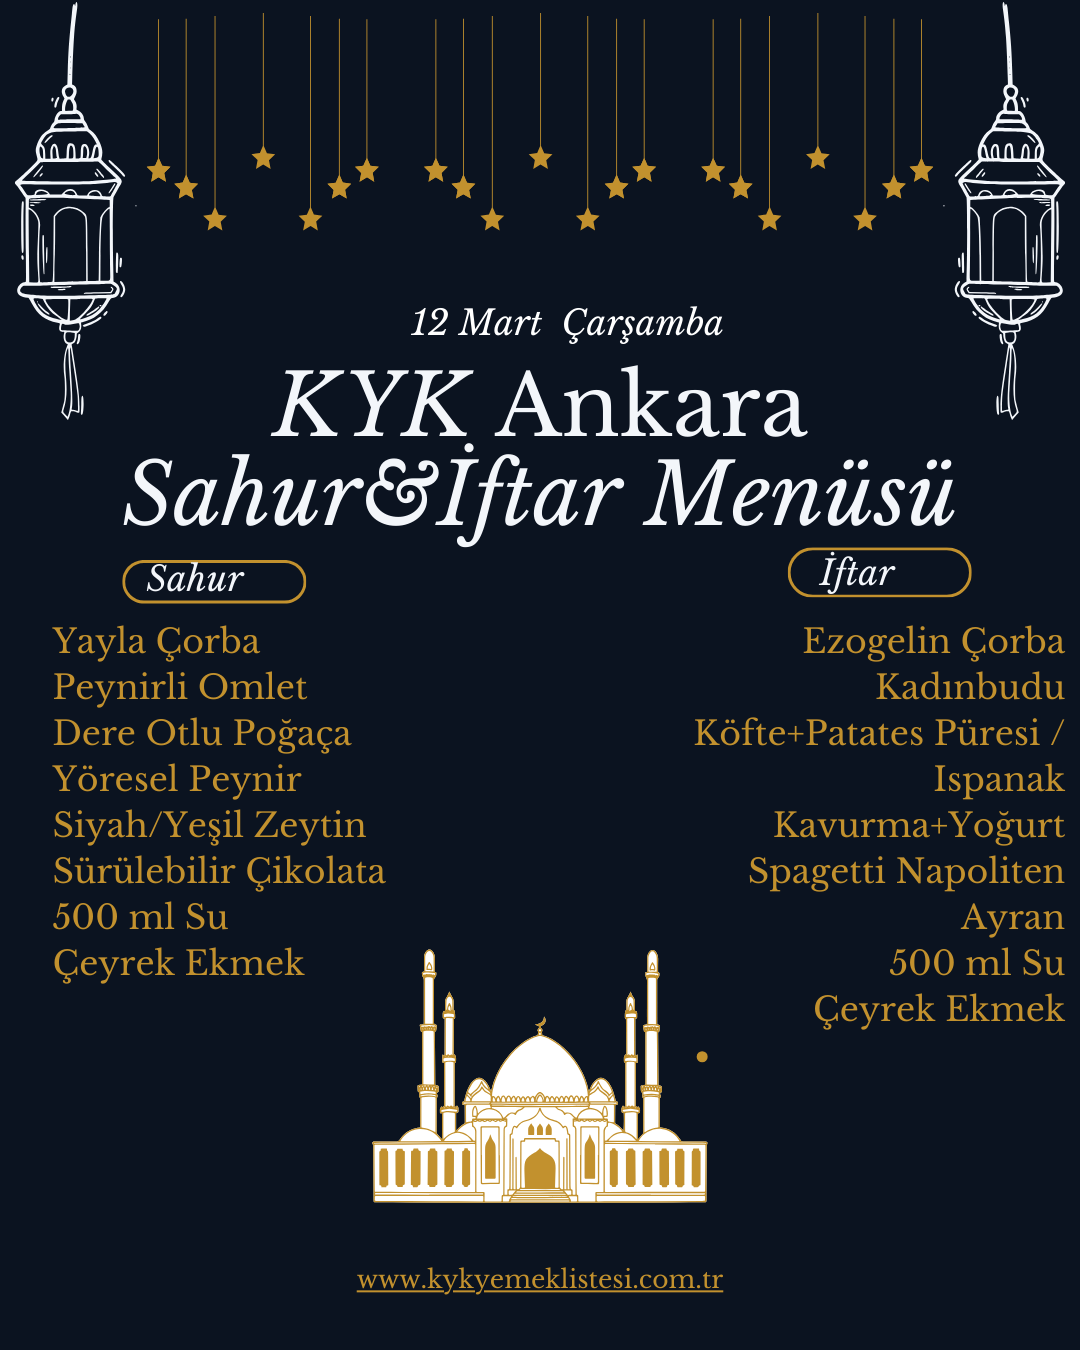 12 Mart Çarşamba
KYK Ankara
Sahur&İftar Menüsü
Sahur
Yayla Çorba
Peynirli Omlet
Dere Otlu Poğaça
Yöresel Peynir
Siyah/Yeşil Zeytin
Sürülebilir Çikolata
500 ml Su
Çeyrek Ekmek
İftar
Ezogelin Çorba
Kadınbudu
Köfte+Patates Püresi /
Ispanak
Kavurma+Yoğurt
Spagetti Napoliten
Ayran
500 ml Su
Çeyrek Ekmek
www.kykyemeklistesi.com.tr